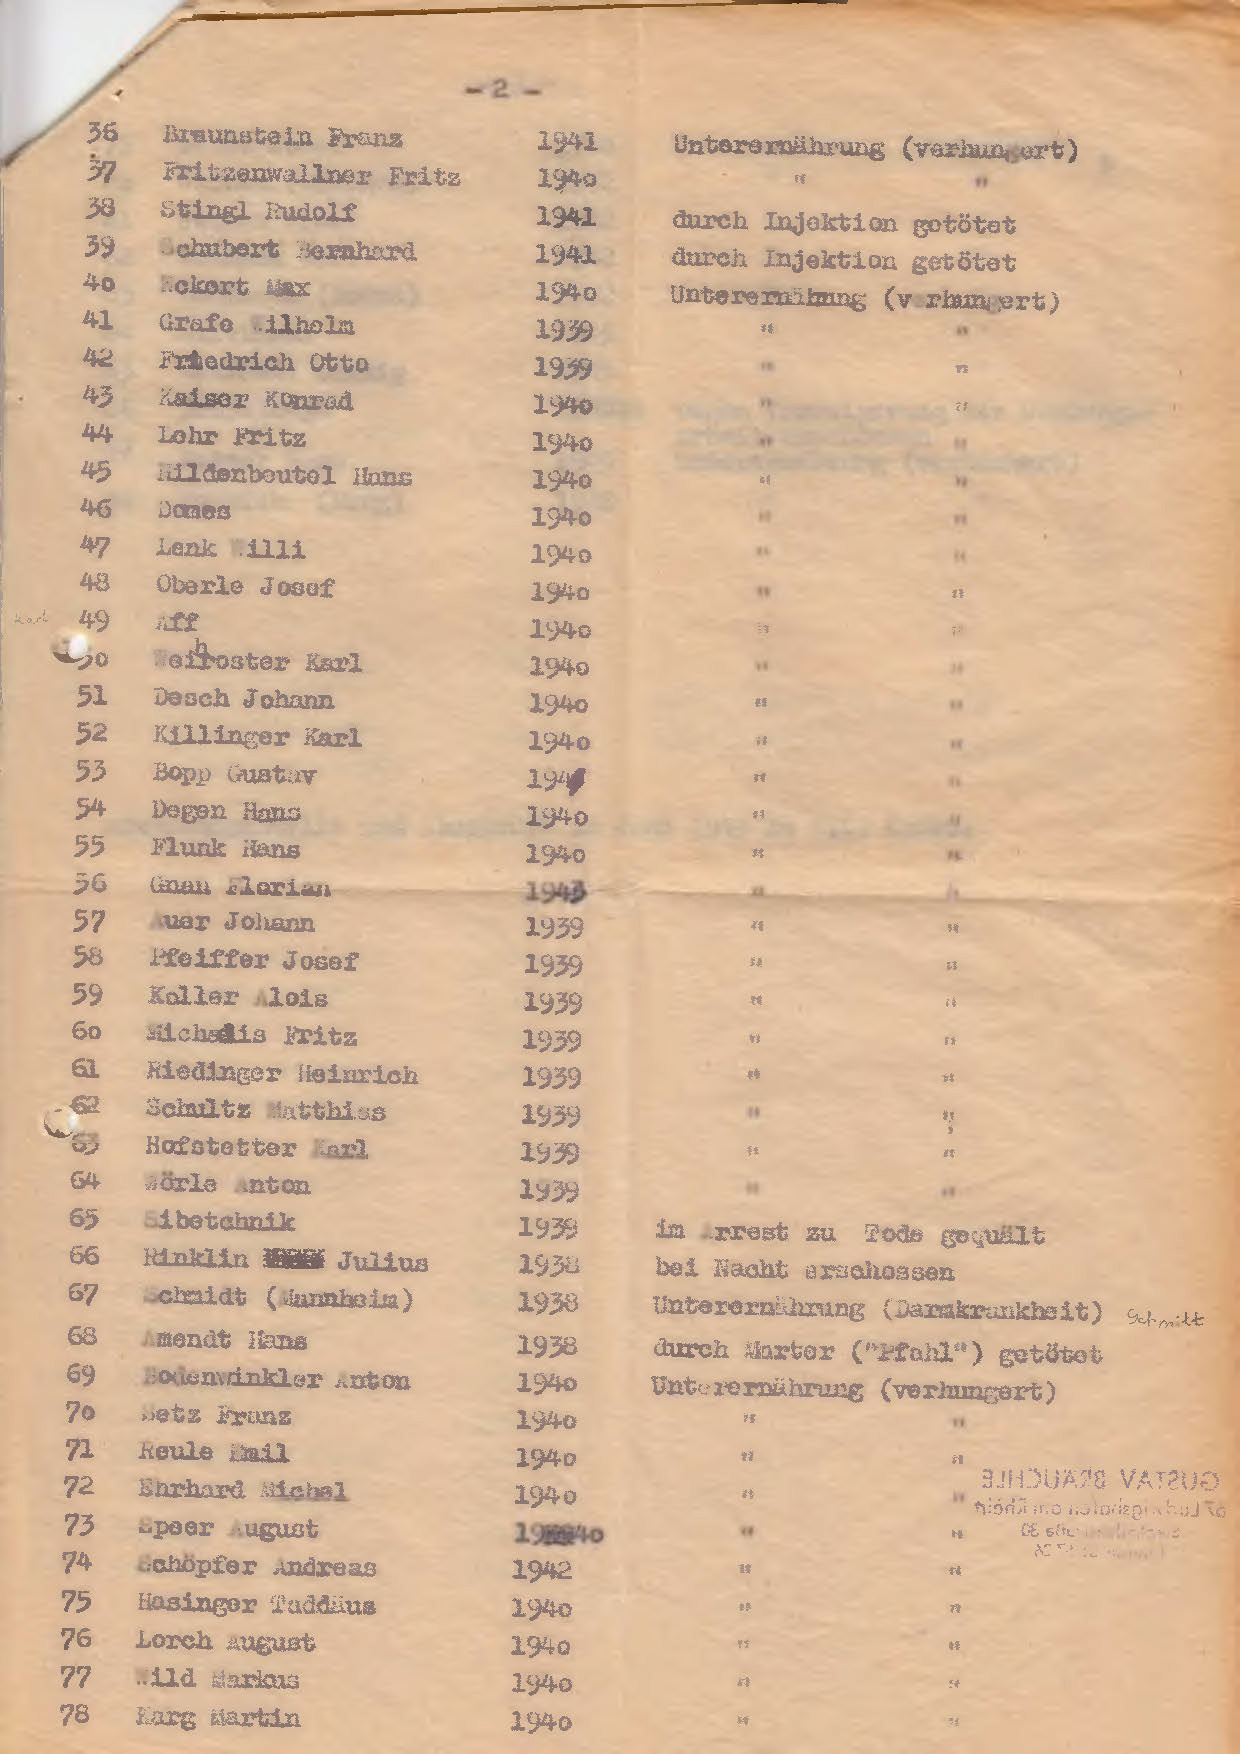 - 2 -
36 Braunstein Franz 1941 Unterernährung (verhungert)
37 Fritzenwallner Fritz 1940 " "
38 Stingl Rudolf 1941 durch Injektion getötet
39 Schubert Bernhard 1941 durch Injektion getötet
40 Eckert Max 1940 Unterernähung (verhungert)
41 Grafe Wilhelm 1939 " "
42 Friedrich Otto 1939 " "
43 Kaiser Konrad 1940 " "
44 Lohr Fritz 1940 " "
45 Hildenbeutel Hans 1940 " "
46 Domes 1940 " "
47 Lenk Willi 1940 " "
48 Oberle Josef 1940 " "
Karl 49 Aff 1940 " "
50 Karl 1940 " "
51 Desch Johann 1940 " "
52 Killinger Karl 1940 " "
53 Bopp Gustav " "
54 Degen Hans 1940 " "
55 Flunk Hans 1940 " "
56 Gnan Florian 1943 " "
57 Auer Johann 1939 " "
58 Pfeiffer Josef 1939 " "
59 Koller Alois 1939 " "
60 Fritz 1939 " "
61 Riedinger Heinrich 1939 " "
62 Schultz Matthias 1939 " "
63 Hofstetter Karl 1939 " "
64 Wörle Anton 1939 " "
65 Sibetchnik 1939 im Arrest zu Tode gequält
66 Rinklin Julius 1938 bei Nacht erschossen
67 Schmidt (Mannheim) 1938 Unterernährung (Darmkrankheit) Schmitt
68 Amendt Hans 1938 durch Marter ("Pfahl") getötet
69 Bodenwinkler Anton 1940 Unterernährung (verhungert)
70 Franz 1940 " "
71 Reule Emil 1940 " "
72 Ehrhard Michel 1940 " "
73 Speer August 1940 " "
74 Schöpfer Andreas 1942 " "
75 Hasinger Taddäus 1940 " "
76 Lorch August 1940 " "
77 Wild Markus 1940 " "
78 Karg Martin 1940 " "
GUSTAV BRÄUCHLE
67 Ludwigshafen am Rhein